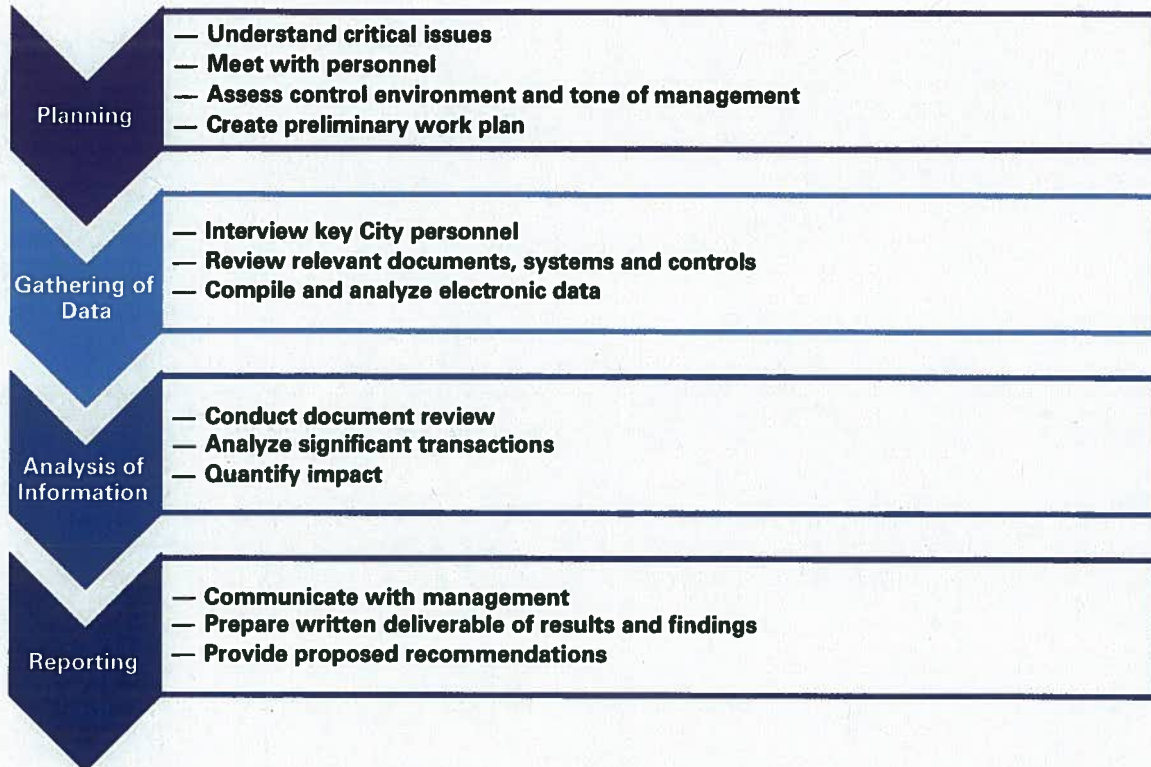 Planning
— Understand critical issues
— Meet with personnel
— Assess control environment and tone of management
— Create preliminary work plan
Gathering of
Data
— Interview key City personnel
— Review relevant documents, systems and controls
— Compile and analyze electronic data
Analysis of
Information
— Conduct document review
— Analyze significant transactions
— Quantify impact
Reporting
— Communicate with management
— Prepare written deliverable of results and findings
— Provide proposed recommendations